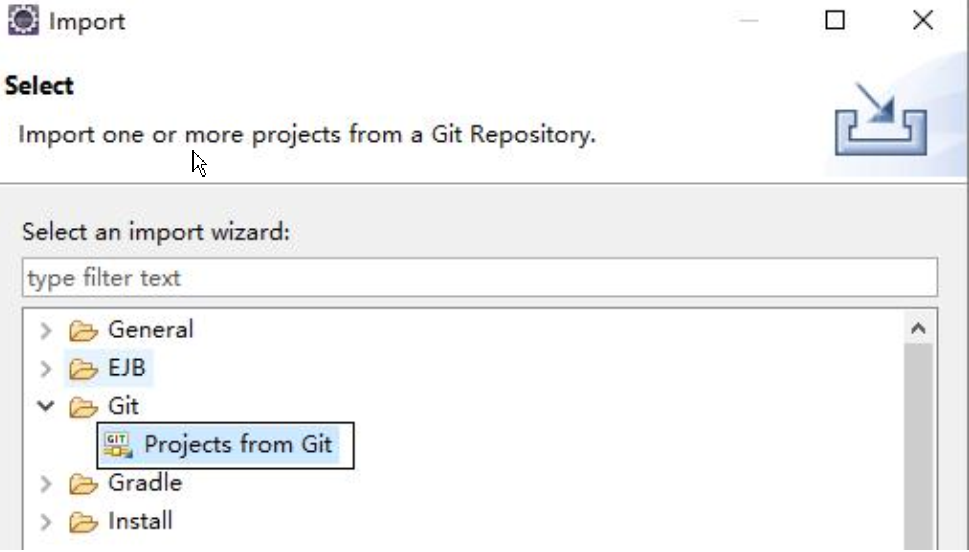 Import
Select
Import one or more projects from a Git Repository.
Select an import wizard:
type filter text
General
EJB
Git
GIT Projects from Git
Gradle
Install